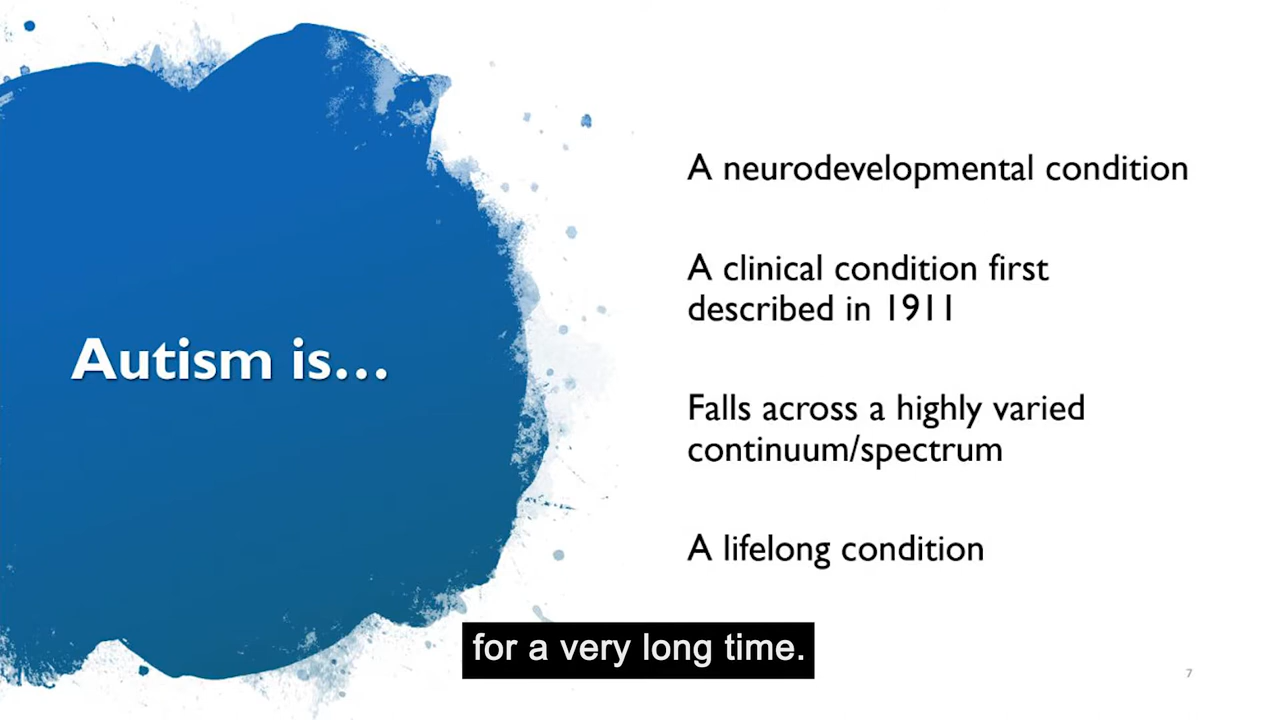 Autism is...
A neurodevelopmental condition
A clinical condition first
described in 1911
Falls across a highly varied
continuum/spectrum
A lifelong condition
for a very long time.
7